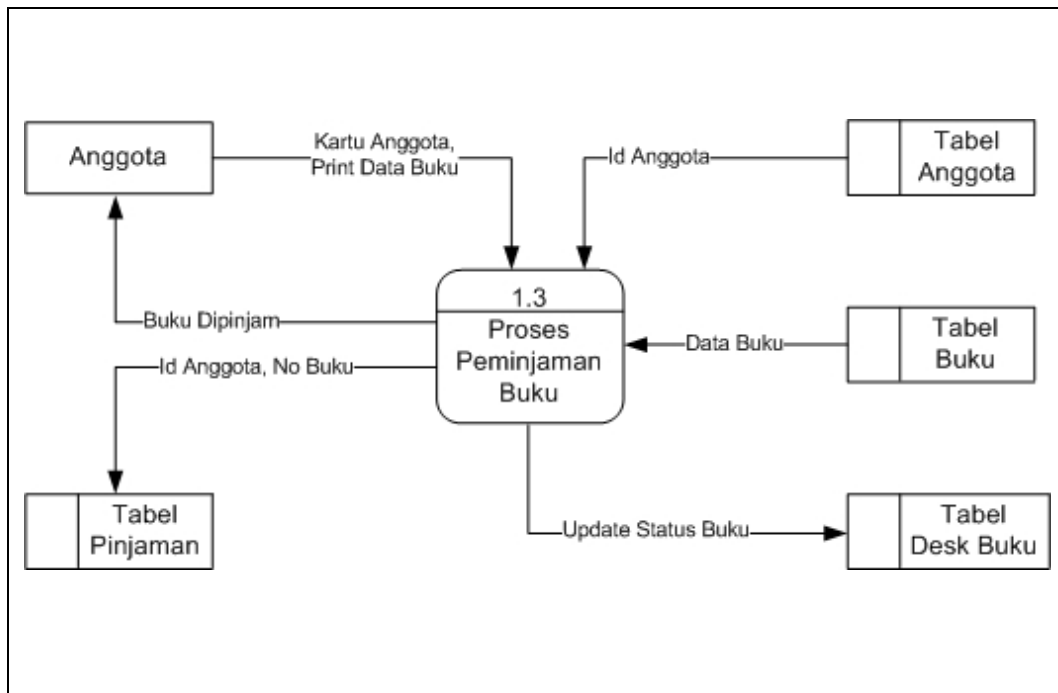 Anggota
Kartu Anggota,
Print Data Buku
Id Anggota
Tabel
Anggota
1.3
Proses
Peminjaman
Buku
Buku Dipinjam
Data Buku
Tabel
Buku
Id Anggota, No Buku
Tabel
Pinjaman
Update Status Buku
Tabel
Desk Buku